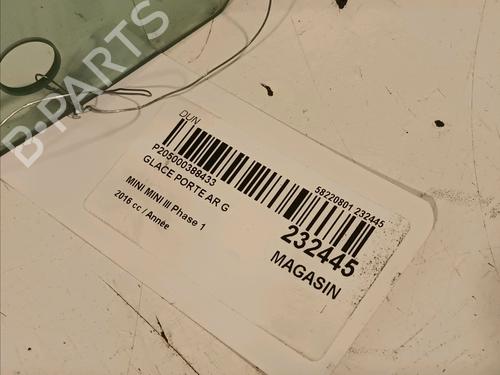 B-PARTS
DUN
P205000388433
58220801 232445
GLACE PORTE AR G
232445
MINI MINI III Phase 1
MAGASIN
2016 cc / Année